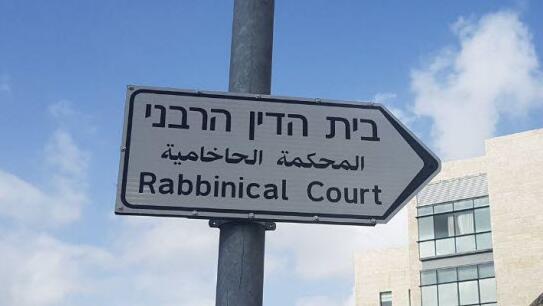 בית הדין הרבני
المحكمة الحاخامية
Rabbinical Court